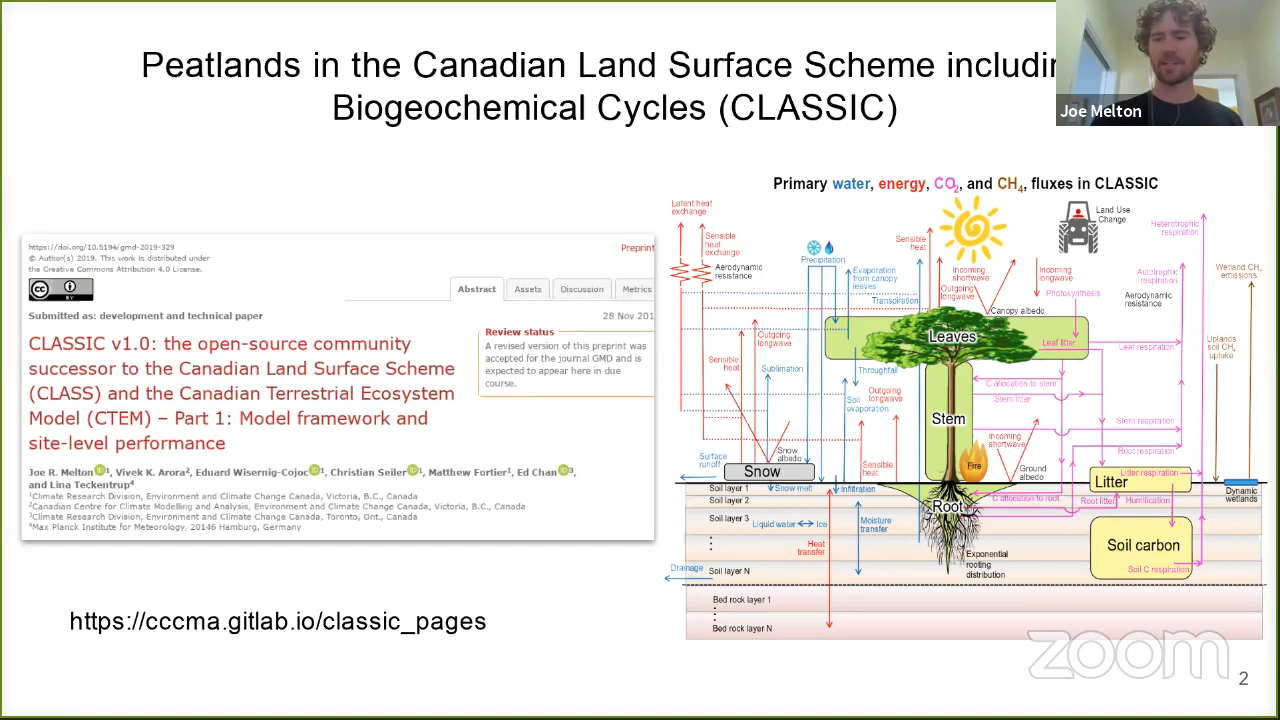 Peatlands in the Canadian Land Surface Scheme includin
Biogeochemical Cycles (CLASSIC)
Joe Melton
https://doi.org/10.5194/gmd-2019-329
© Author(s) 2019. This work is distributed under
the Creative Commons Attribution 4.0 License.
cc
BY
Preprint
Abstract
Assets
Discussion
Metrics
Submitted as: development and technical paper
28 Nov 201
CLASSIC v1.0: the open-source community
successor to the Canadian Land Surface Scheme
(CLASS) and the Canadian Terrestrial Ecosystem
Model (CTEM) – Part 1: Model framework and
site-level performance
Review status
A revised version of this preprint was
accepted for the journal GMD and is
expected to appear here in due
course.
Joe R. Melton iD1, Vivek K. Arora2, Eduard Wisernig-Cojoc iD1, Christian Seiler iD1, Matthew Fortier1, Ed Chan iD3,
and Lina Teckentrup4
1Climate Research Division, Environment and Climate Change Canada, Victoria, B.C., Canada
2Canadian Centre for Climate Modelling and Analysis, Environment and Climate Change Canada, Victoria, B.C., Canada
3Climate Research Division, Environment and Climate Change Canada, Toronto, Ont., Canada
4Max Planck Institute for Meteorology, 20146 Hamburg, Germany
https://cccma.gitlab.io/classic_pages
Primary water, energy, CO2, and CH4, fluxes in CLASSIC
Latent heat
exchange
Sensible
heat
exchange
Aerodynamic
resistance
Precipitation
Evaporation
from canopy
leaves
Transpiration
Sensible
heat
Incoming
shortwave
Outgoing
longwave
Incoming
longwave
Land Use
Change
Heterotrophic
respiration
Autotrophic
respiration
Aerodynamic
resistance
Wetland CH4
emissions
Photosynthesis
Canopy albedo
Leaves
Leaf litter
Leaf respiration
Uplands
soil CH4
uptake
Outgoing
longwave
Sensible
heat
Sublimation
Throughfall
Soil
evaporation
Outgoing
longwave
C allocation to stem
Stem litter
Stem
Stem respiration
Root respiration
Incoming
shortwave
Fire
Ground
albedo
Snow
albedo
Surface
runoff
Snow
Sensible
heat
Litter respiration
Litter
Dynamic
wetlands
Soil layer 1
Snow melt
Infiltration
Soil layer 2
C allocation to root
Root litter
Humification
Root
Soil layer 3
Liquid water
Ice
Moisture
transfer
Heat
transfer
Soil carbon
Soil C respiration
Exponential
rooting
distribution
Drainage
Soil layer N
Bed rock layer 1
Bed rock layer N
zoom
2